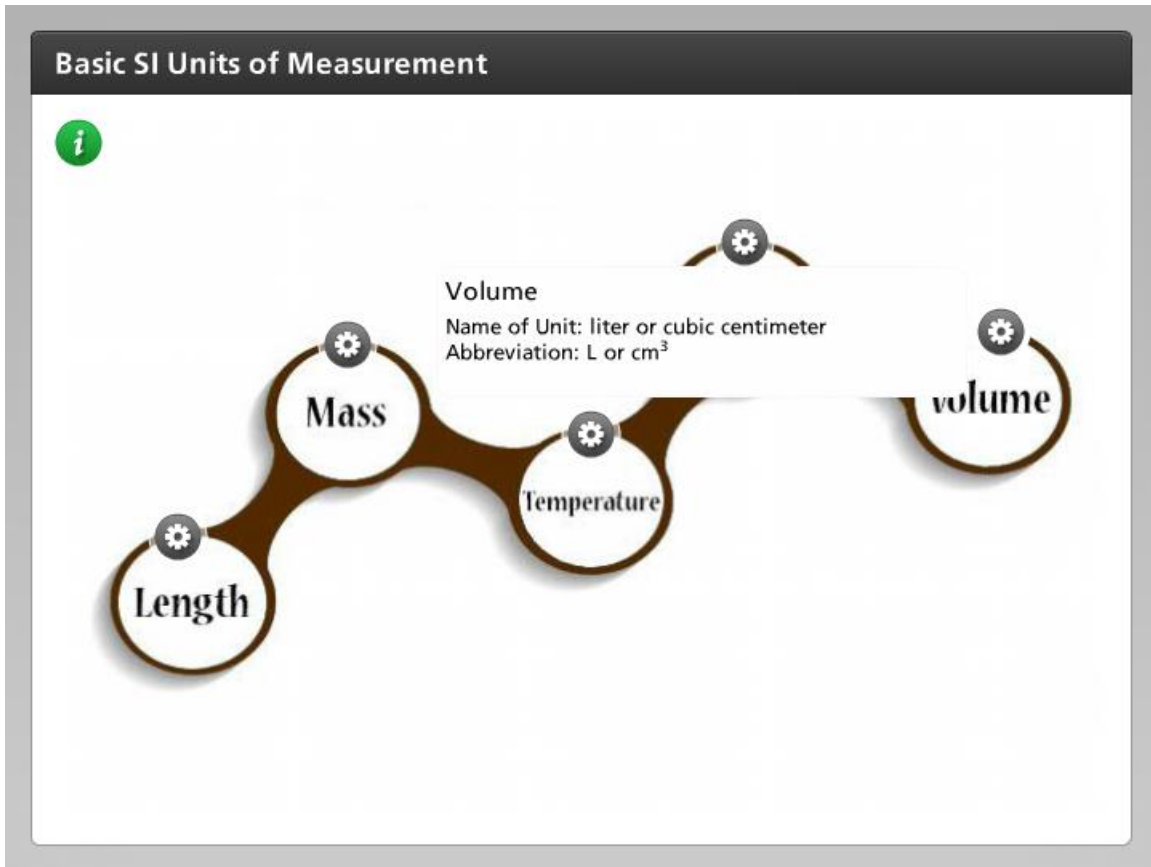 Basic SI Units of Measurement
i
Volume
Name of Unit: liter or cubic centimeter
Abbreviation: L or cm³
Mass
Volume
Temperature
Length